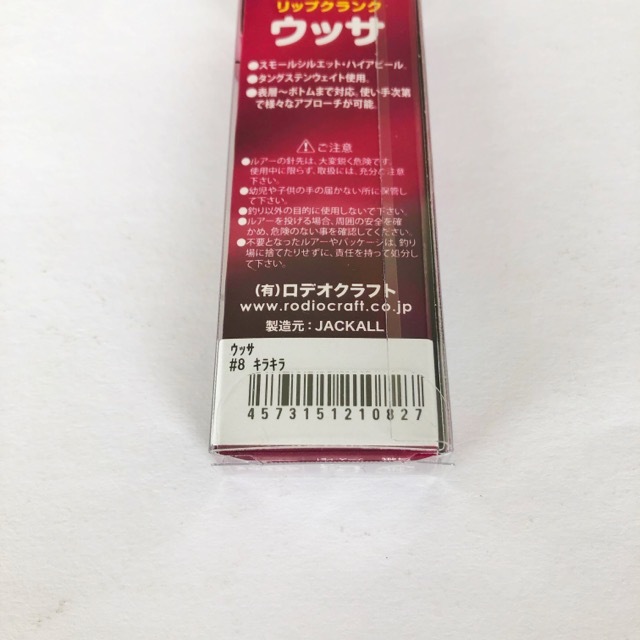 リップクランク
ウッサ
●スモールシルエット・ハイアピール。
●タングステンウェイト使用。
●表層～ボトムまで対応。使い手次第
で様々なアプローチが可能。
⚠ご注意
●ルアーの針先は、大変鋭く危険です。
使用中に限らず、取扱には、充分ご注意
下さい。
●幼児や子供の手の届かない所に保管し
て下さい。
●釣り以外の目的に使用しないで下さい。
●ルアーを投げる場合、周囲の安全を確
かめ、危険のない事を確認してください。
●不要となったルアーやパッケージは、釣り
場に捨てたりせずに、責任を持って処分し
て下さい。
(有)ロデオクラフト
www.rodiocraft.co.jp
製造元：JACKALL
ウッサ
#8 キラキラ
4573151210827